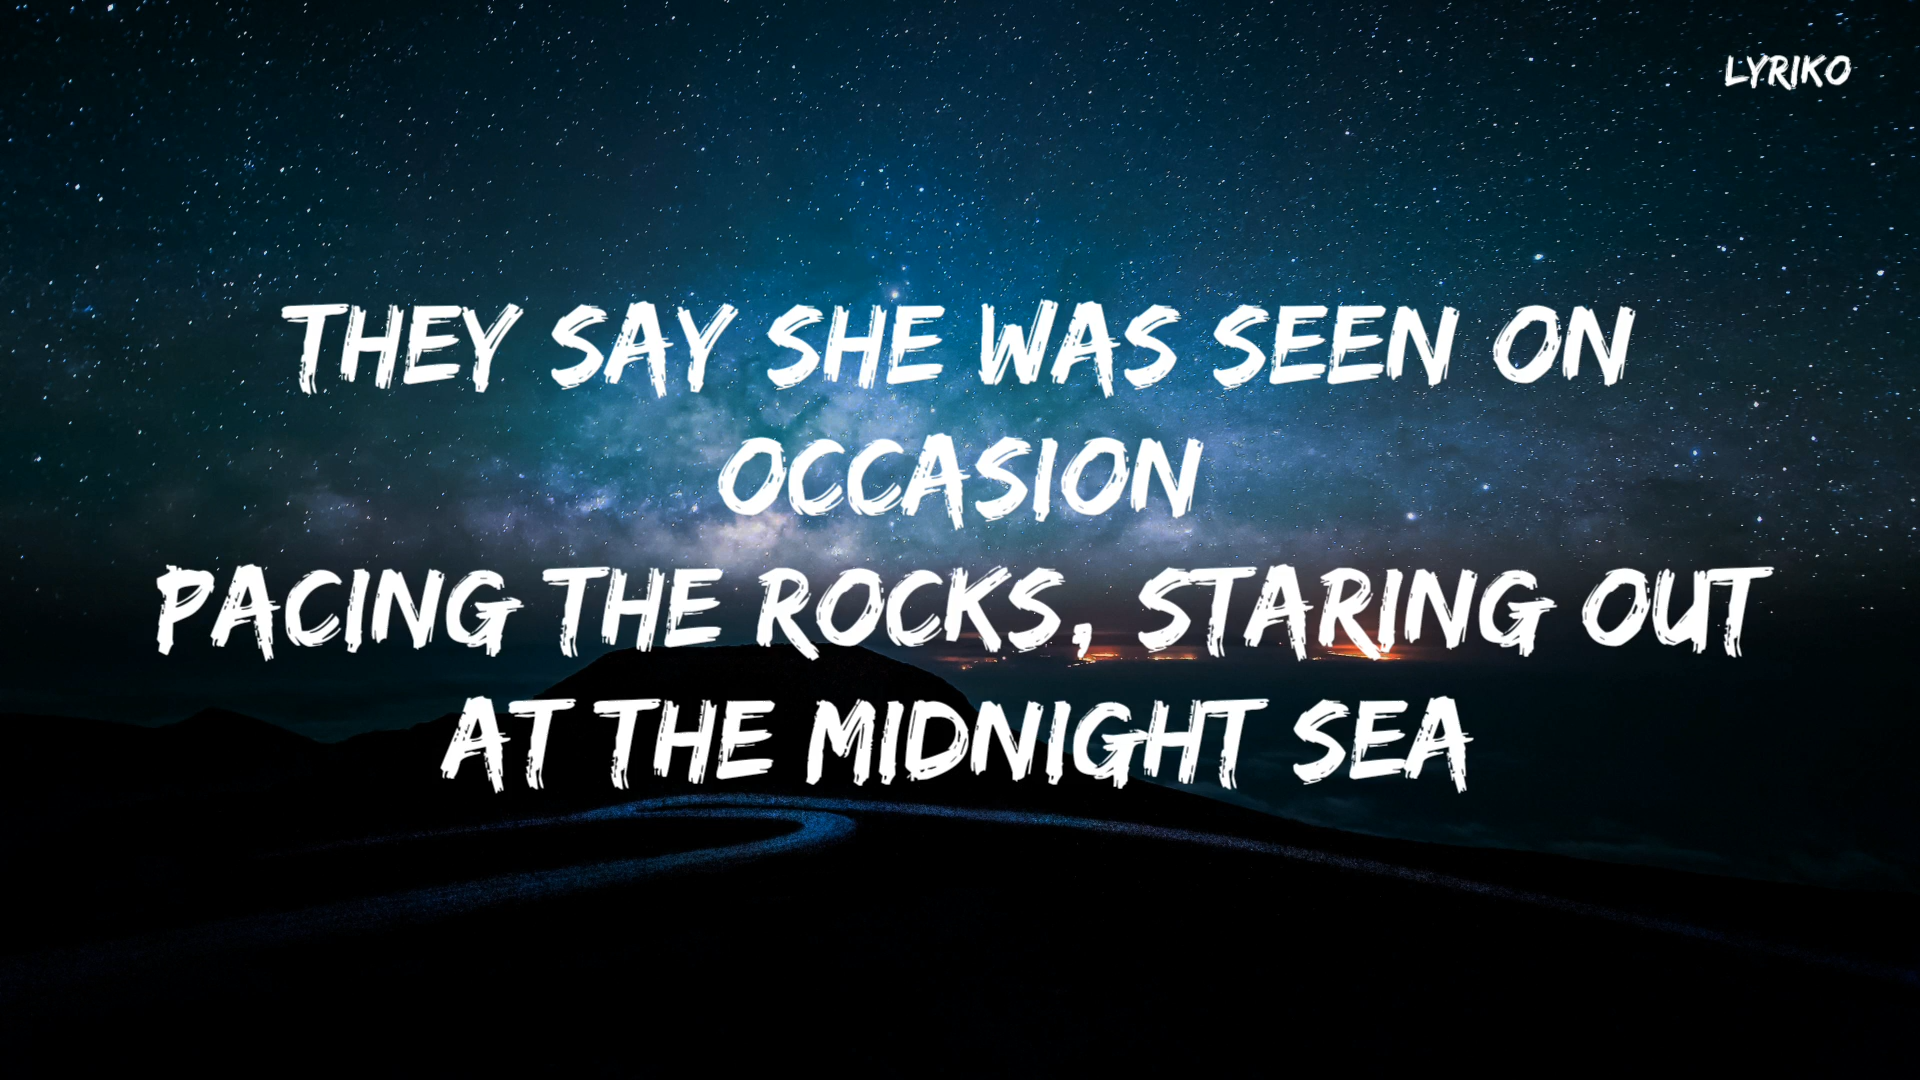 LYRIKO
THEY SAY SHE WAS SEEN ON
OCCASION
PACING THE ROCKS, STARING OUT
AT THE MIDNIGHT SEA